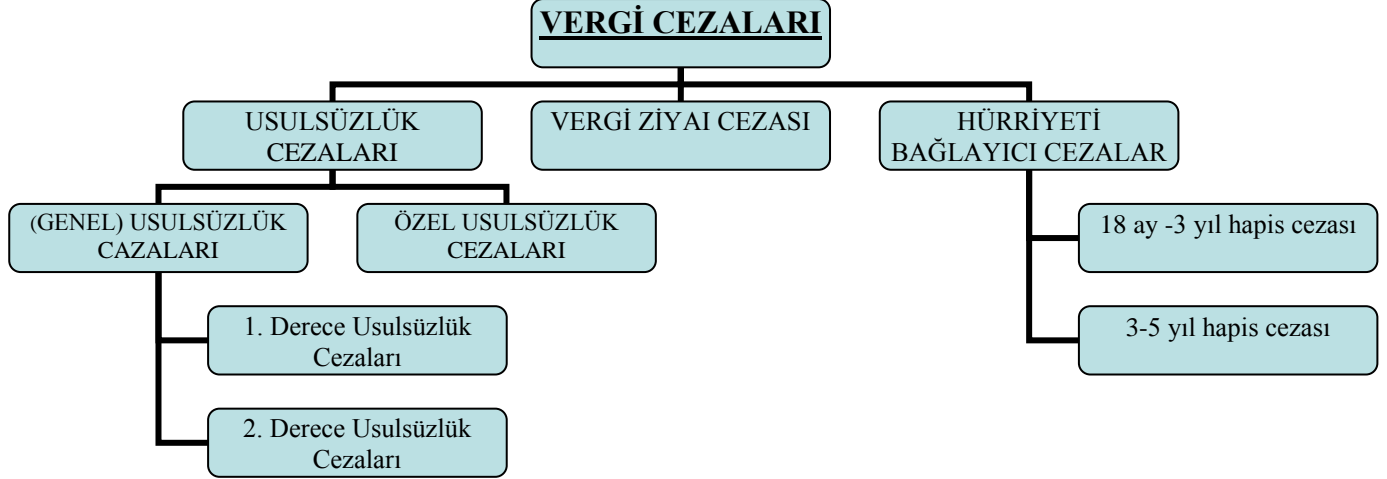 VERGİ CEZALARI
USULSÜZLÜK
CEZALARI
VERGİ ZİYAI CEZASI
HÜRRİYETİ
BAĞLAYICI CEZALAR
(GENEL) USULSÜZLÜK
CAZALARI
ÖZEL USULSÜZLÜK
CEZALARI
18 ay -3 yıl hapis cezası
1. Derece Usulsüzlük
Cezaları
3-5 yıl hapis cezası
2. Derece Usulsüzlük
Cezaları